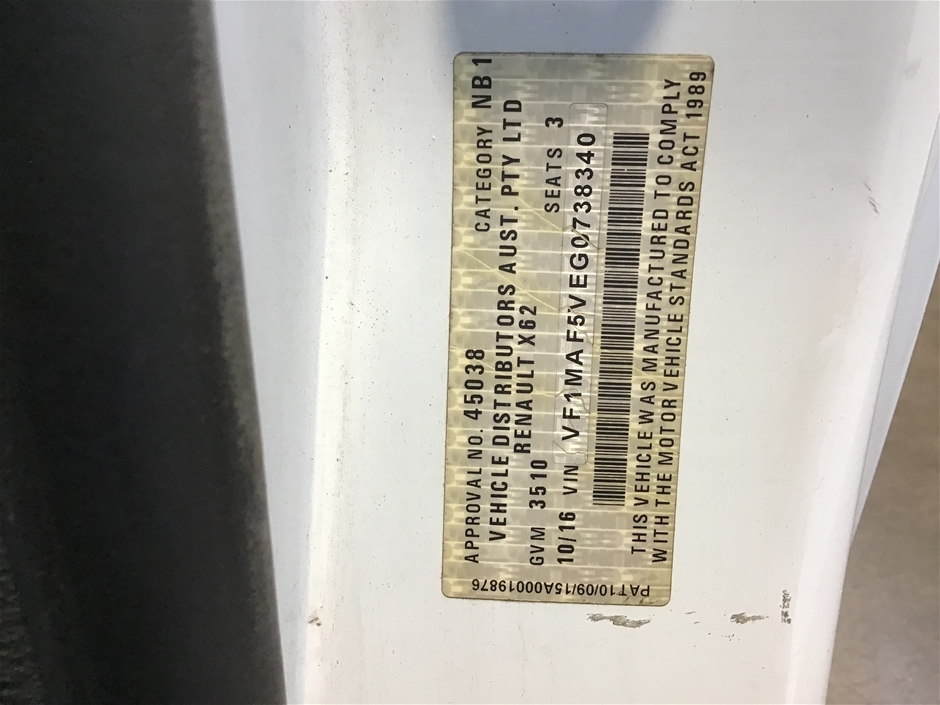 APPROVAL NO. 45038 CATEGORY NB1
VEHICLE DISTRIBUTORS AUST. PTY LTD
RENAULT X62
GVM 3510 SEATS 3
10/16 VIN VF1MAF5VEG0738340
THIS VEHICLE WAS MANUFACTURED TO COMPLY
WITH THE MOTOR VEHICLE STANDARDS ACT 1989
PAT10/09/15A00019876